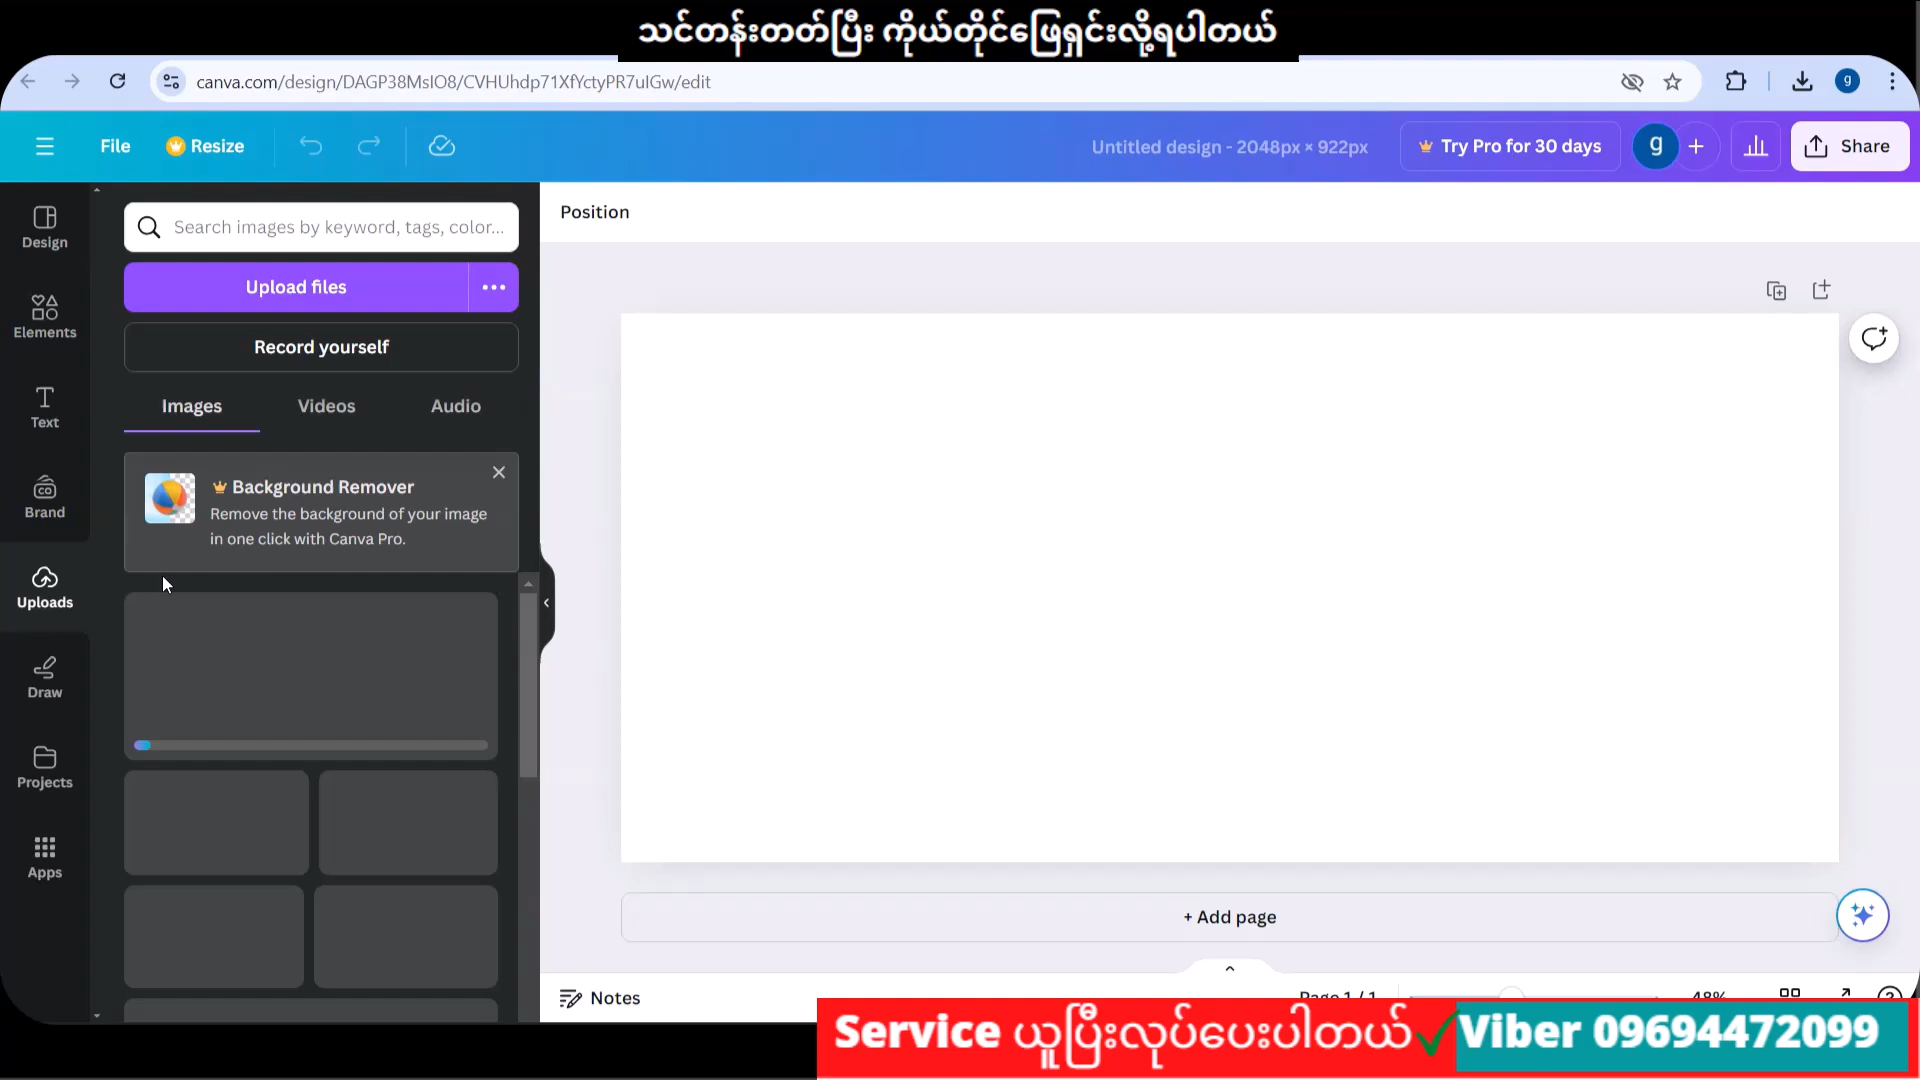 သင်တန်းတတ်ပြီး ကိုယ်တိုင်ဖြေရှင်းလို့ရပါတယ်
canva.com/design/DAGP38MsIO8/CVHUhdp71XfYctyPR7uIGw/edit
g
File
Resize
Untitled design - 2048px × 922px
Try Pro for 30 days
g
Share
Design
Elements
Text
Brand
Uploads
Draw
Projects
Apps
Search images by keyword, tags, color...
Upload files
Record yourself
Images
Videos
Audio
Background Remover
Remove the background of your image
in one click with Canva Pro.
Position
+ Add page
Notes
Page 1 / 1
48%
Service ယူပြီးလုပ်ပေးပါတယ်
Viber 09694472099